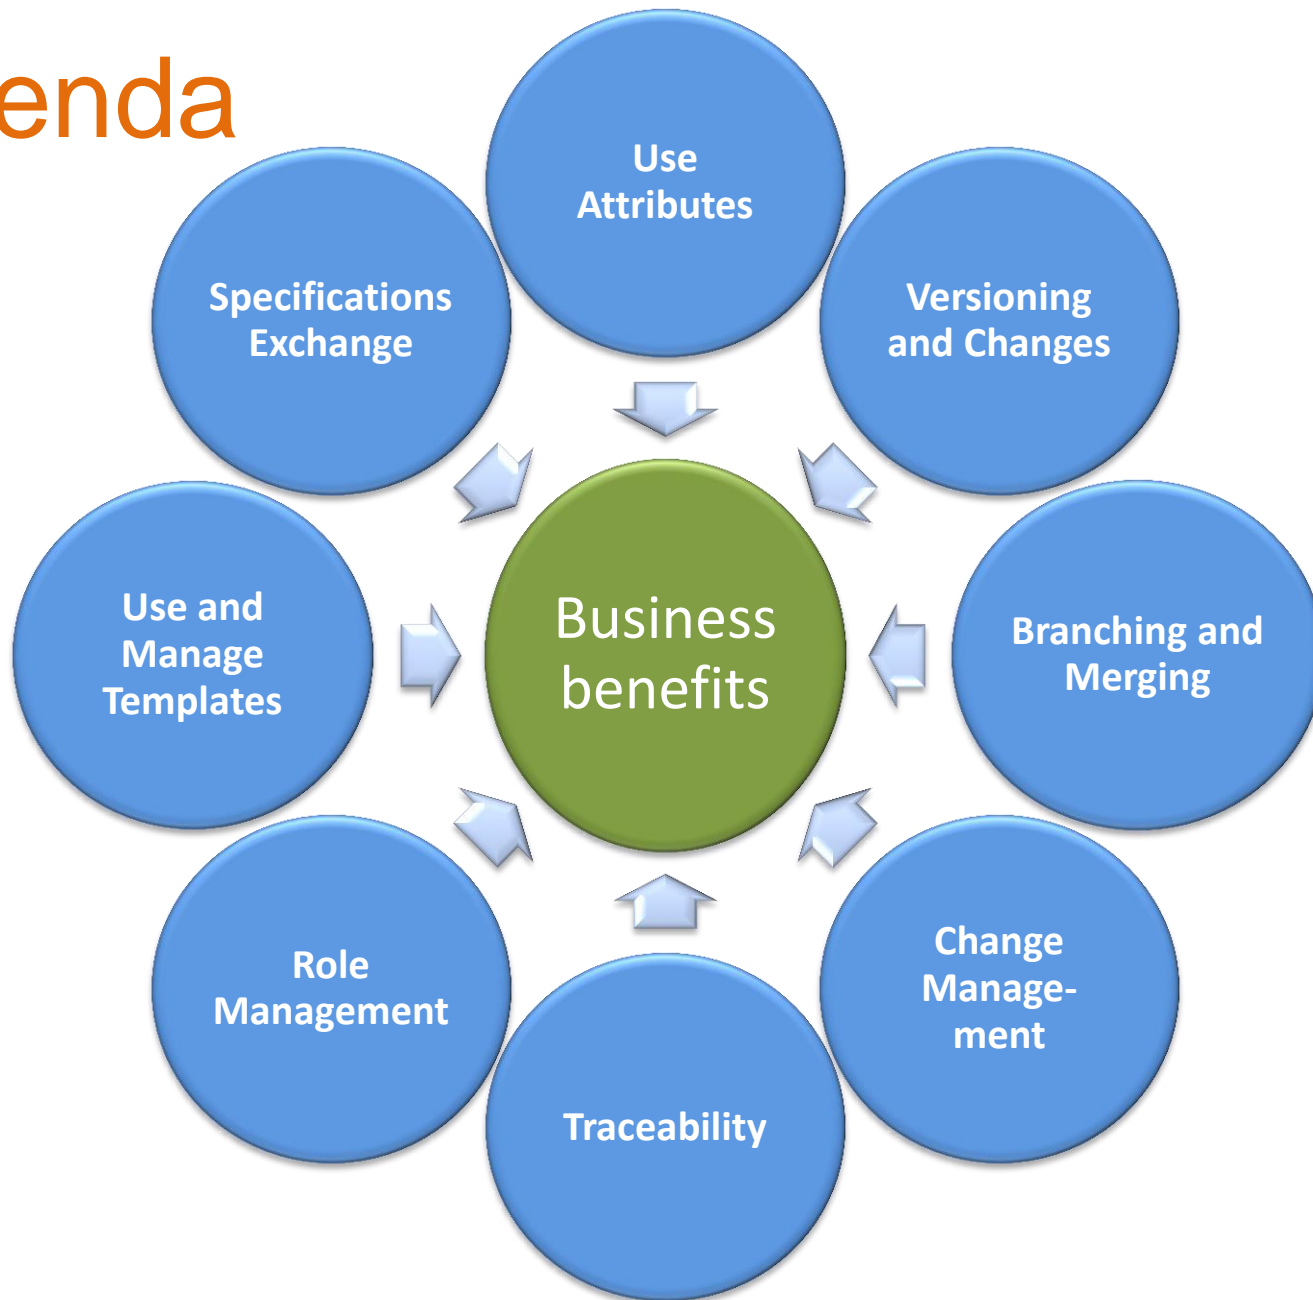 enda
Use
Attributes
Specifications
Exchange
Versioning
and Changes
Use and
Manage
Templates
Business
benefits
Branching and
Merging
Role
Management
Change
Manage-
ment
Traceability